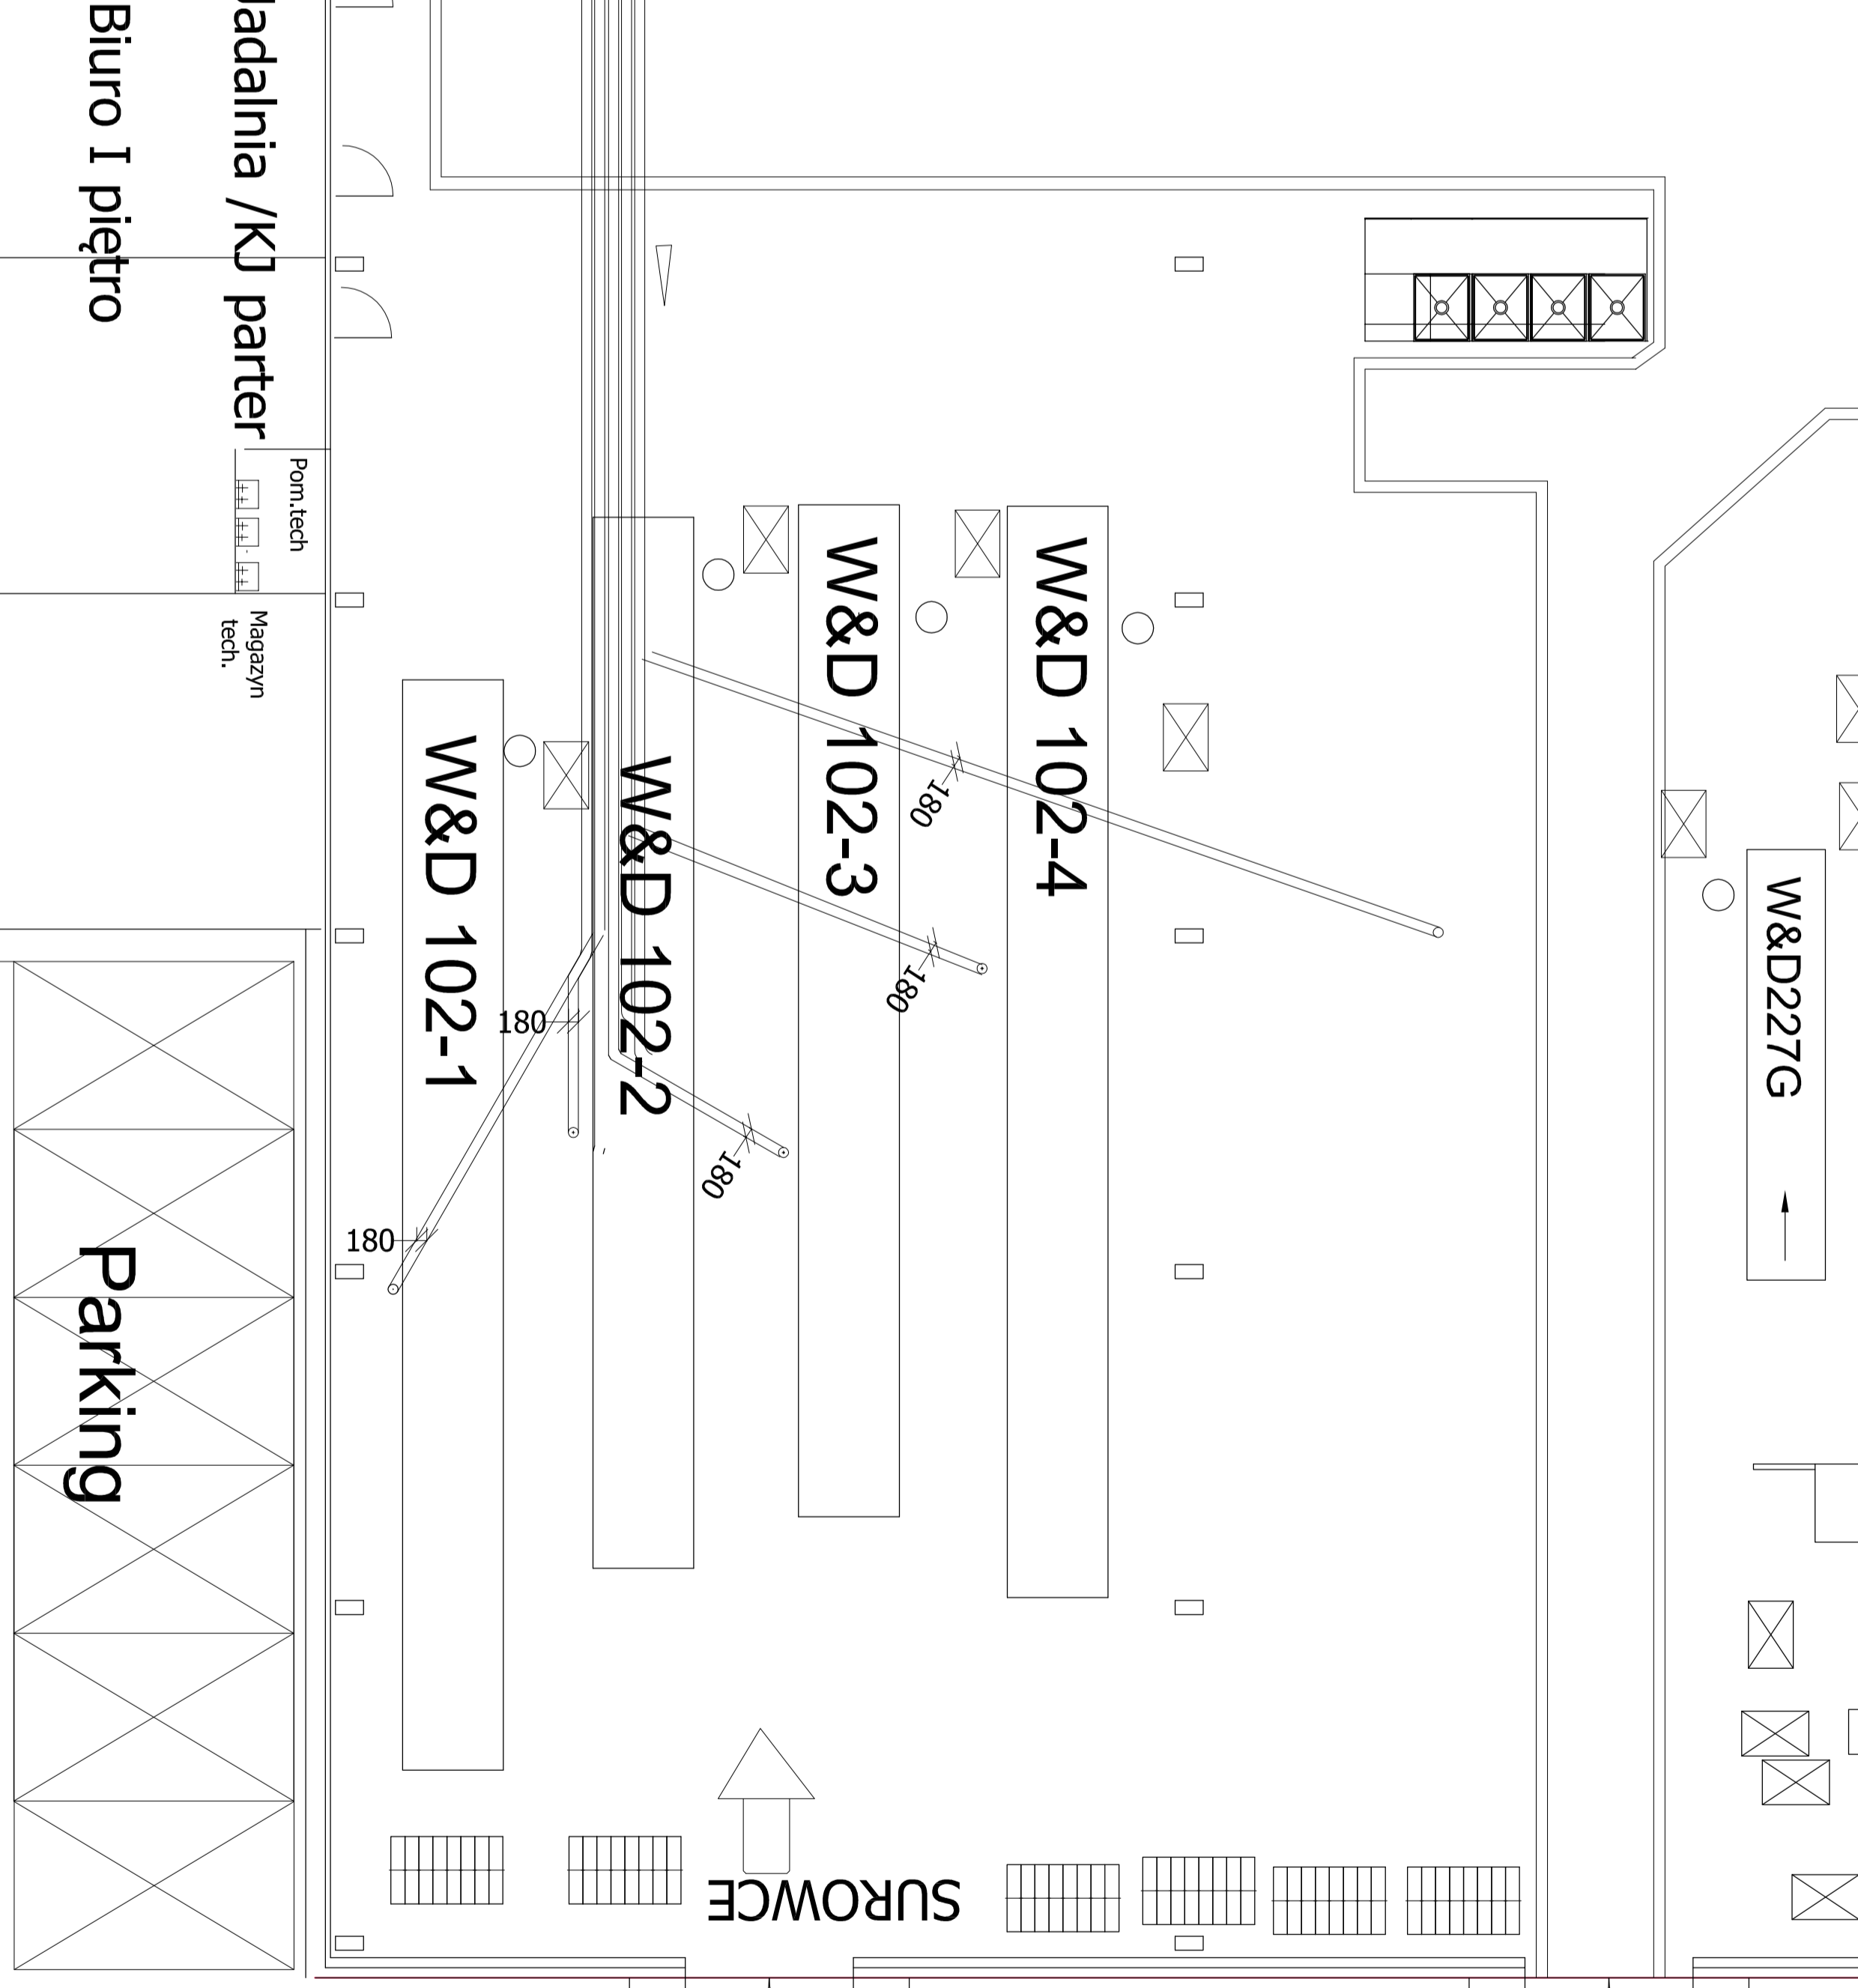 Biuro I piętro
/KJ parter
Pom.tech
Magazyn
tech.
W&D 102-1
W&D 102-2
W&D 102-3
W&D 102-4
W&D227G
180
180
180
180
180
Parking
SUROWCE